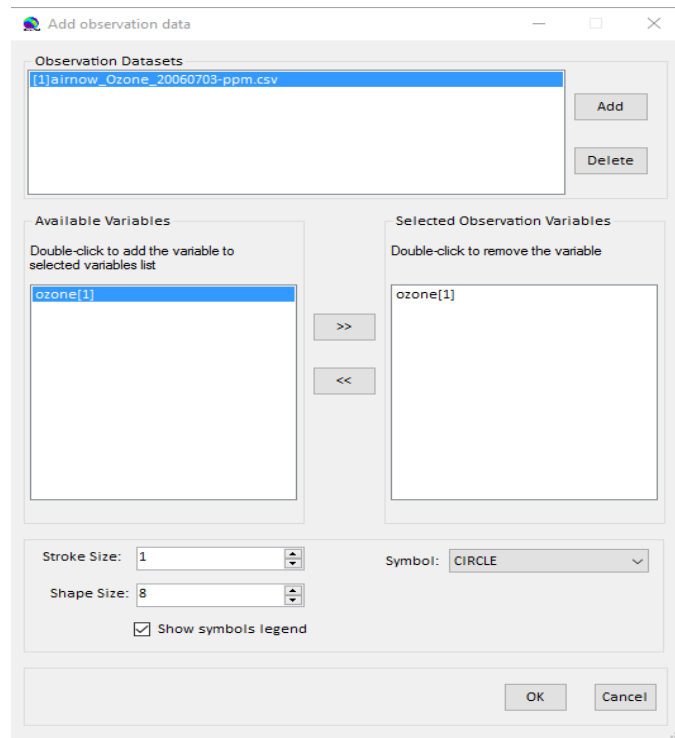 Add observation data
Observation Datasets
[1]airnow_Ozone_20060703-ppm.csv
Add
Delete
Available Variables
Double-click to add the variable to
selected variables list
ozone[1]
>>
<<
Selected Observation Variables
Double-click to remove the variable
ozone[1]
Stroke Size: 1
Symbol: CIRCLE
Shape Size: 8
Show symbols legend
OK
Cancel